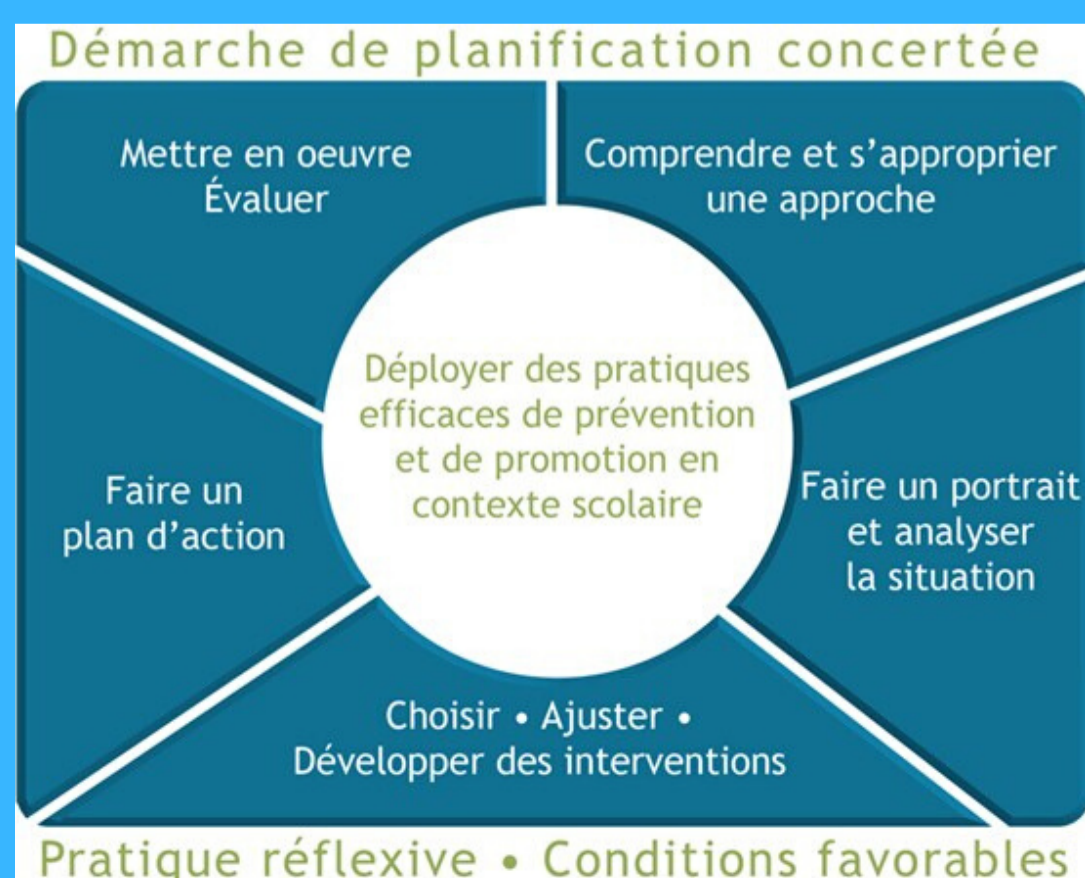 Démarche de planification concertée
Mettre en oeuvre
Évaluer
Comprendre et s'approprier
une approche
Déployer des pratiques
efficaces de prévention
et de promotion en
contexte scolaire
Faire un
plan d'action
Faire un portrait
et analyser
la situation
Choisir • Ajuster •
Développer des interventions
Pratique réflexive • Conditions favorables